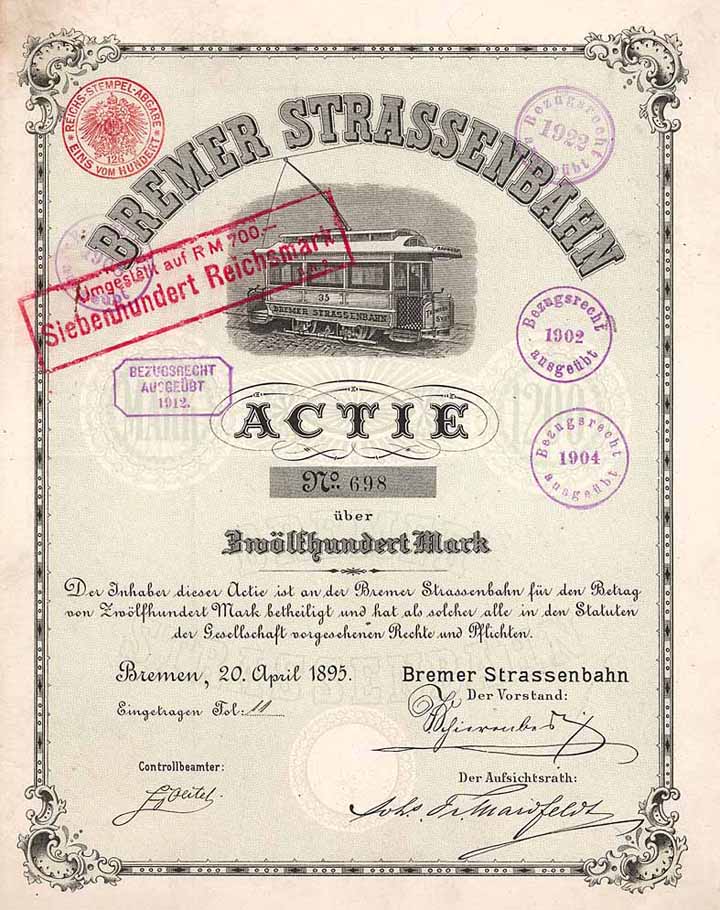 REICHS-STEMPEL-ABGABE
126
EINS VOM HUNDERT
BREMER STRASSENBAHN
Bezugsrecht
1922
ausgeübt
Umgestellt auf RM 700.—
Siebenhundert Reichsmark
35
BREMER STRASSENBAHN
Bezugsrecht
1902
ausgeübt
BEZUGSRECHT
AUSGEÜBT
1912.
ACTIE
Bezugsrecht
1904
ausgeübt
No. 698
über
Zwölfhundert Mark
Der Inhaber dieser Actie ist an der Bremer Strassenbahn für den Betrag
von Zwölfhundert Mark betheiligt und hat als solcher alle in den Statuten
der Gesellschaft vorgesehenen Rechte und Pflichten.
Bremen, 20. April 1895.
Eingetragen Fol: 11
Bremer Strassenbahn
Der Vorstand:
Controllbeamter:
Der Aufsichtsrath: